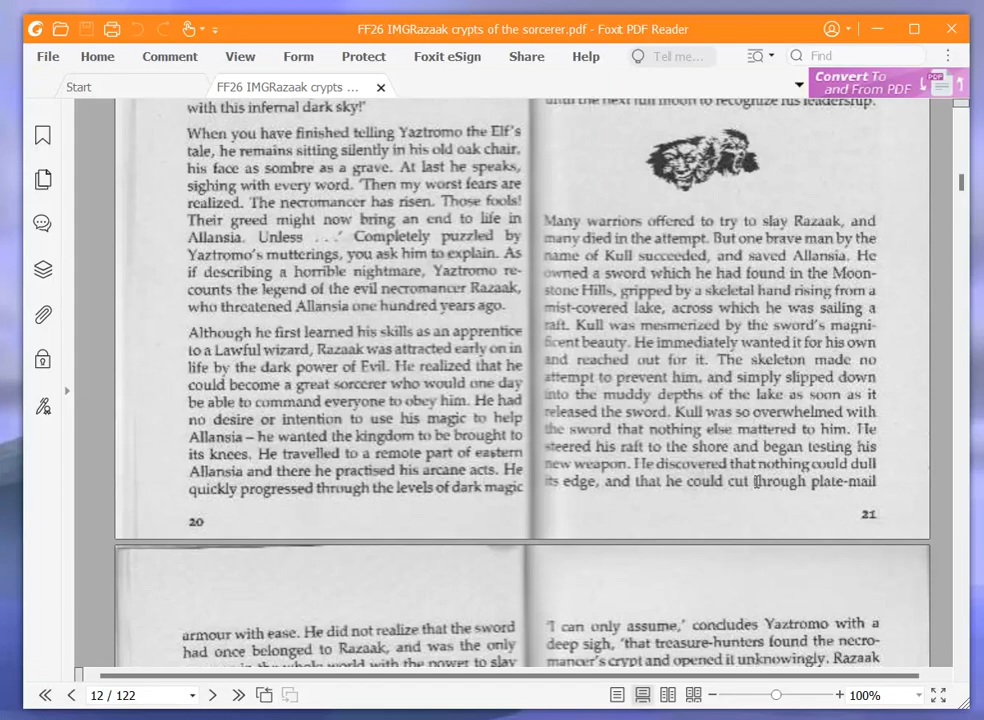 FF26 IMGRazaak crypts of the sorcerer.pdf - Foxit PDF Reader
File Home Comment View Form Protect Foxit eSign Share Help Tell me... Find
Start FF26 IMGRazaak crypts ... Convert To and From PDF
with this infernal dark sky!'
When you have finished telling Yaztromo the Elf's
tale, he remains sitting silently in his old oak chair,
his face as sombre as a grave. At last he speaks,
sighing with every word. 'Then my worst fears are
realized. The necromancer has risen. Those fools!
Their greed might now bring an end to life in
Allansia. Unless . . .' Completely puzzled by
Yaztromo's mutterings, you ask him to explain. As
if describing a horrible nightmare, Yaztromo re-
counts the legend of the evil necromancer Razaak,
who threatened Allansia one hundred years ago.
Although he first learned his skills as an apprentice
to a Lawful wizard, Razaak was attracted early on in
life by the dark power of Evil. He realized that he
could become a great sorcerer who would one day
be able to command everyone to obey him. He had
no desire or intention to use his magic to help
Allansia – he wanted the kingdom to be brought to
its knees. He travelled to a remote part of eastern
Allansia and there he practised his arcane acts. He
quickly progressed through the levels of dark magic
20
until the next full moon to recognize his leadership.
Many warriors offered to try to slay Razaak, and
many died in the attempt. But one brave man by the
name of Kull succeeded, and saved Allansia. He
owned a sword which he had found in the Moon-
stone Hills, gripped by a skeletal hand rising from a
mist-covered lake, across which he was sailing a
raft. Kull was mesmerized by the sword's magni-
ficent beauty. He immediately wanted it for his own
and reached out for it. The skeleton made no
attempt to prevent him, and simply slipped down
into the muddy depths of the lake as soon as it
released the sword. Kull was so overwhelmed with
the sword that nothing else mattered to him. He
steered his raft to the shore and began testing his
new weapon. He discovered that nothing could dull
its edge, and that he could cut through plate-mail
21
armour with ease. He did not realize that the sword
had once belonged to Razaak, and was the only
in the whole world with the power to slay
'I can only assume,' concludes Yaztromo with a
deep sigh, 'that treasure-hunters found the necro-
mancer's crypt and opened it unknowingly. Razaak
12 / 122 100%